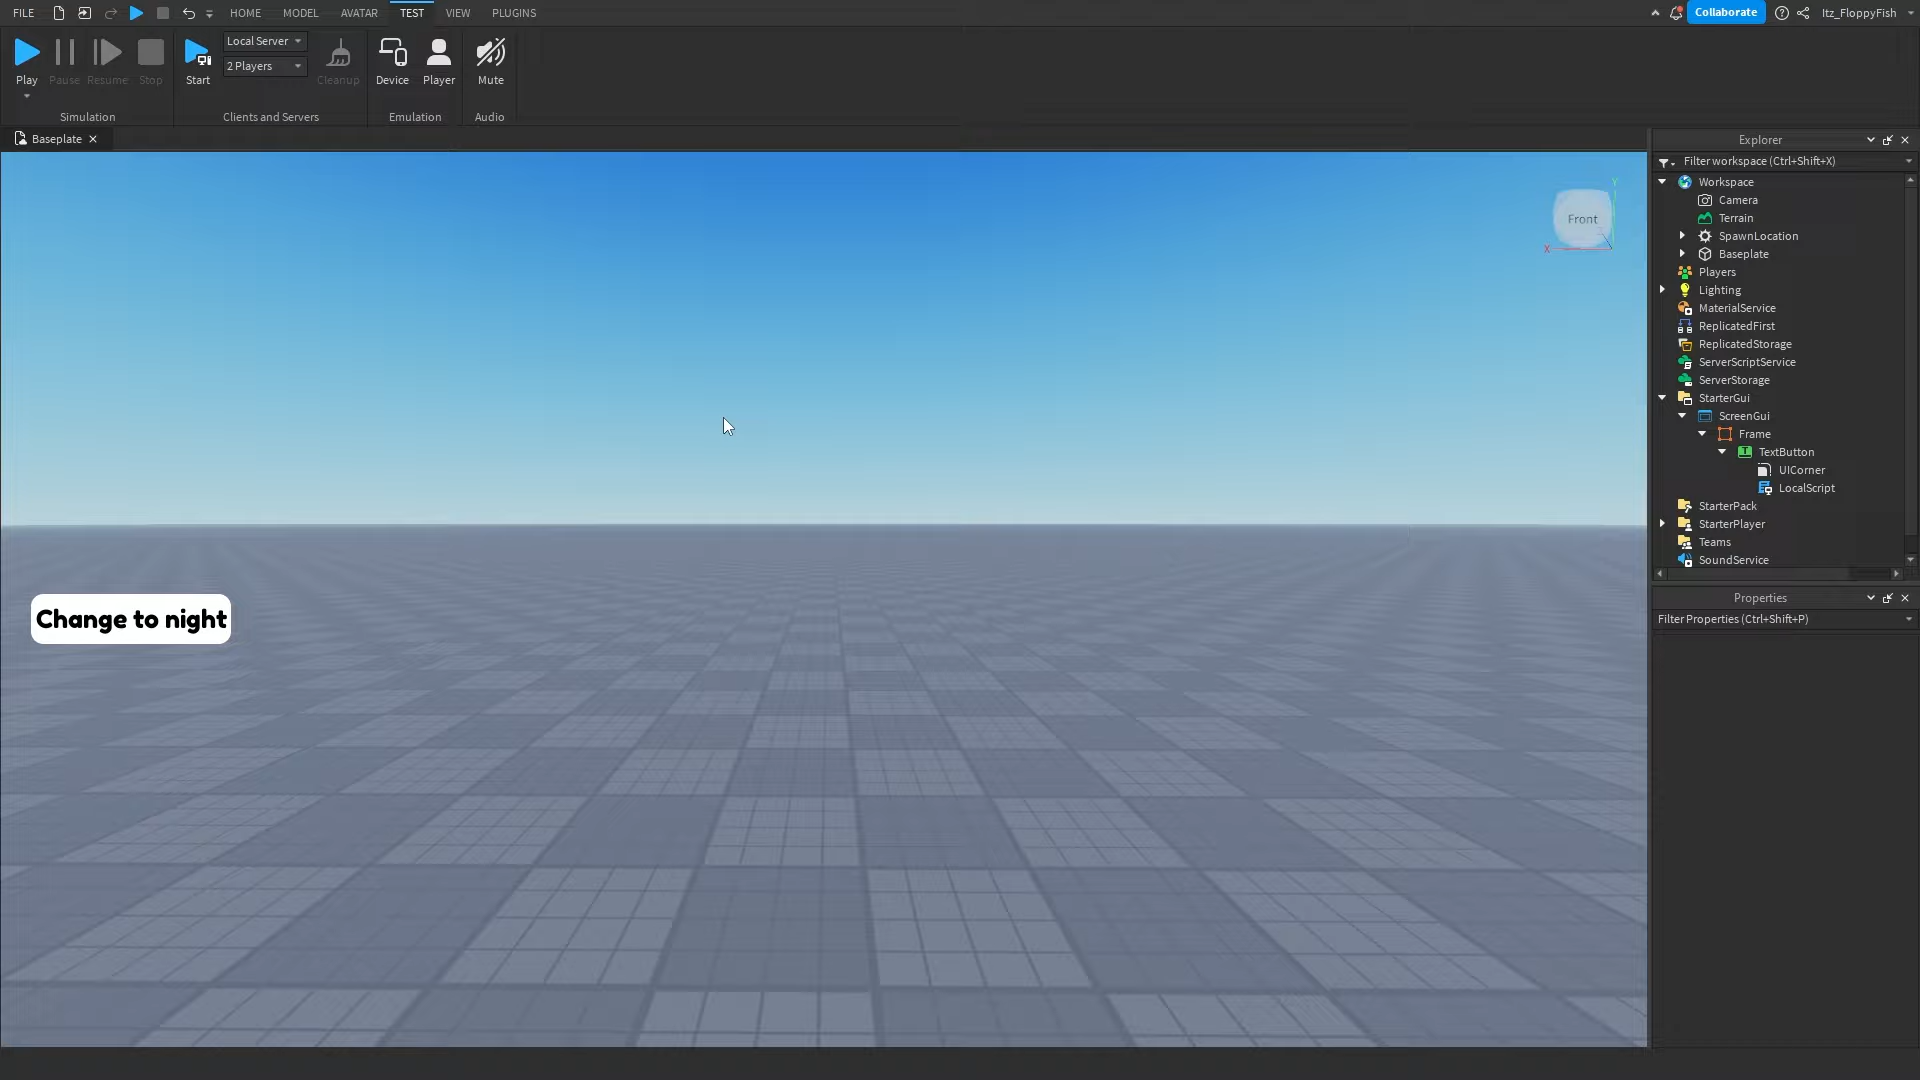 FILE HOME MODEL AVATAR TEST VIEW PLUGINS Collaborate Itz_FloppyFish
Play Pause Resume Stop
Simulation
Start Local Server 2 Players Cleanup
Clients and Servers
Device Player
Emulation
Mute
Audio
Baseplate
Front
Y
X
Change to night
Explorer
Filter workspace (Ctrl+Shift+X)
Workspace
Camera
Terrain
SpawnLocation
Baseplate
Players
Lighting
MaterialService
ReplicatedFirst
ReplicatedStorage
ServerScriptService
ServerStorage
StarterGui
ScreenGui
Frame
TextButton
UICorner
LocalScript
StarterPack
StarterPlayer
Teams
SoundService
Properties
Filter Properties (Ctrl+Shift+P)